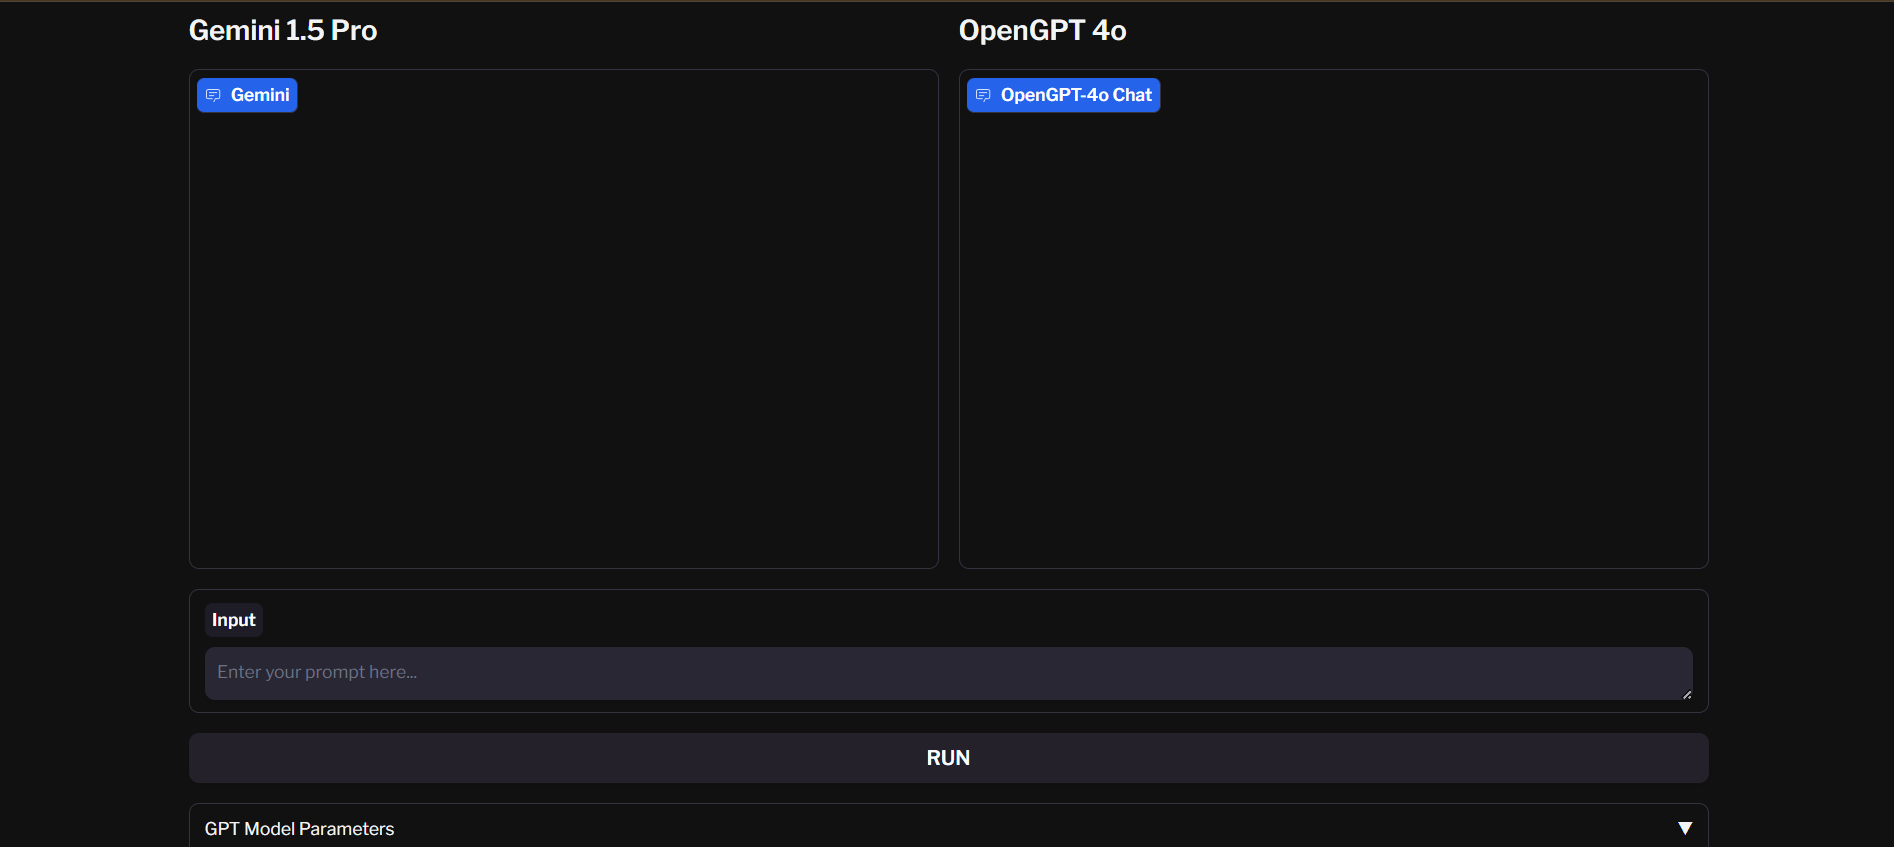 Gemini 1.5 Pro
OpenGPT 4o
Gemini
OpenGPT-4o Chat
Input
Enter your prompt here...
RUN
GPT Model Parameters